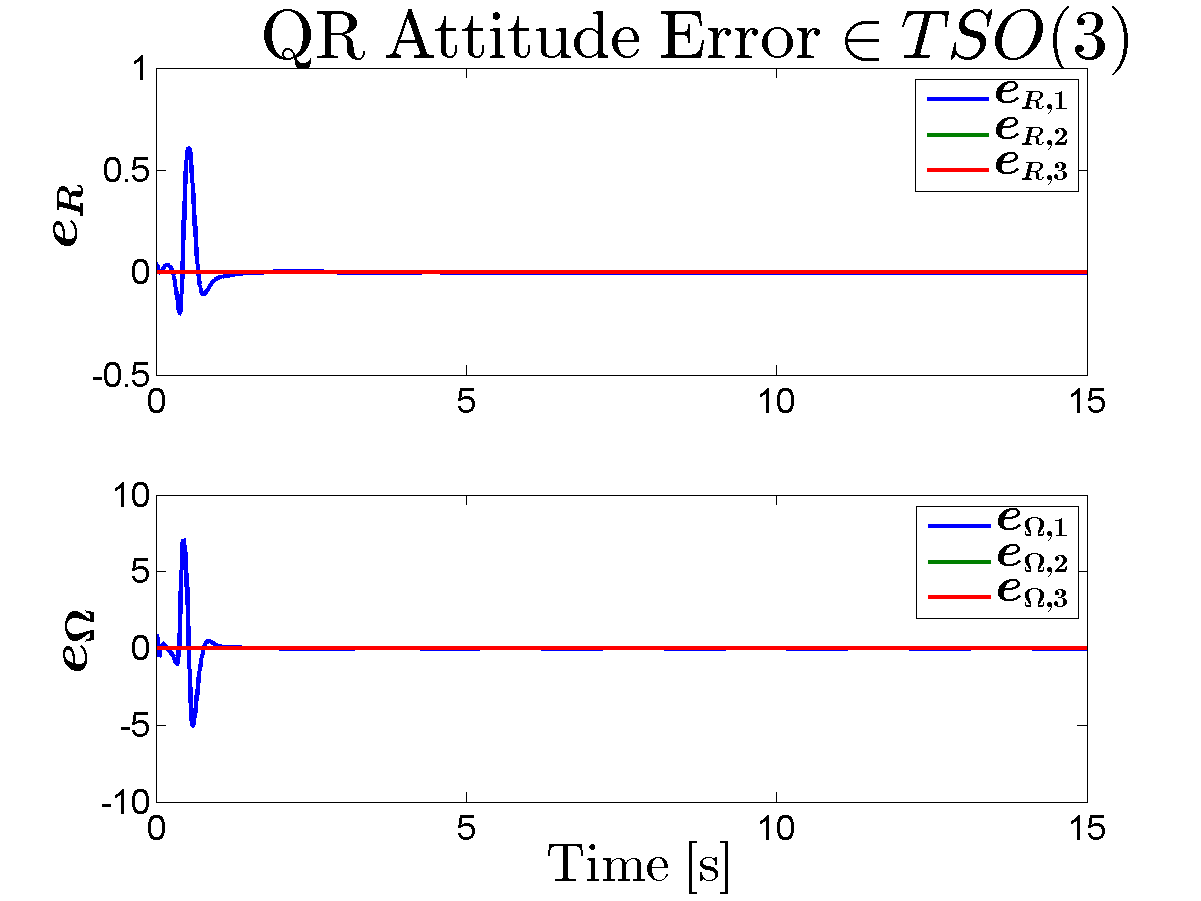 QR Attitude Error ∈ TSO(3)
1
0.5
0
-0.5
e_R
e_{R,1}
e_{R,2}
e_{R,3}
0 5 10 15
10
5
0
-5
-10
e_Ω
e_{Ω,1}
e_{Ω,2}
e_{Ω,3}
0 5 10 15
Time [s]